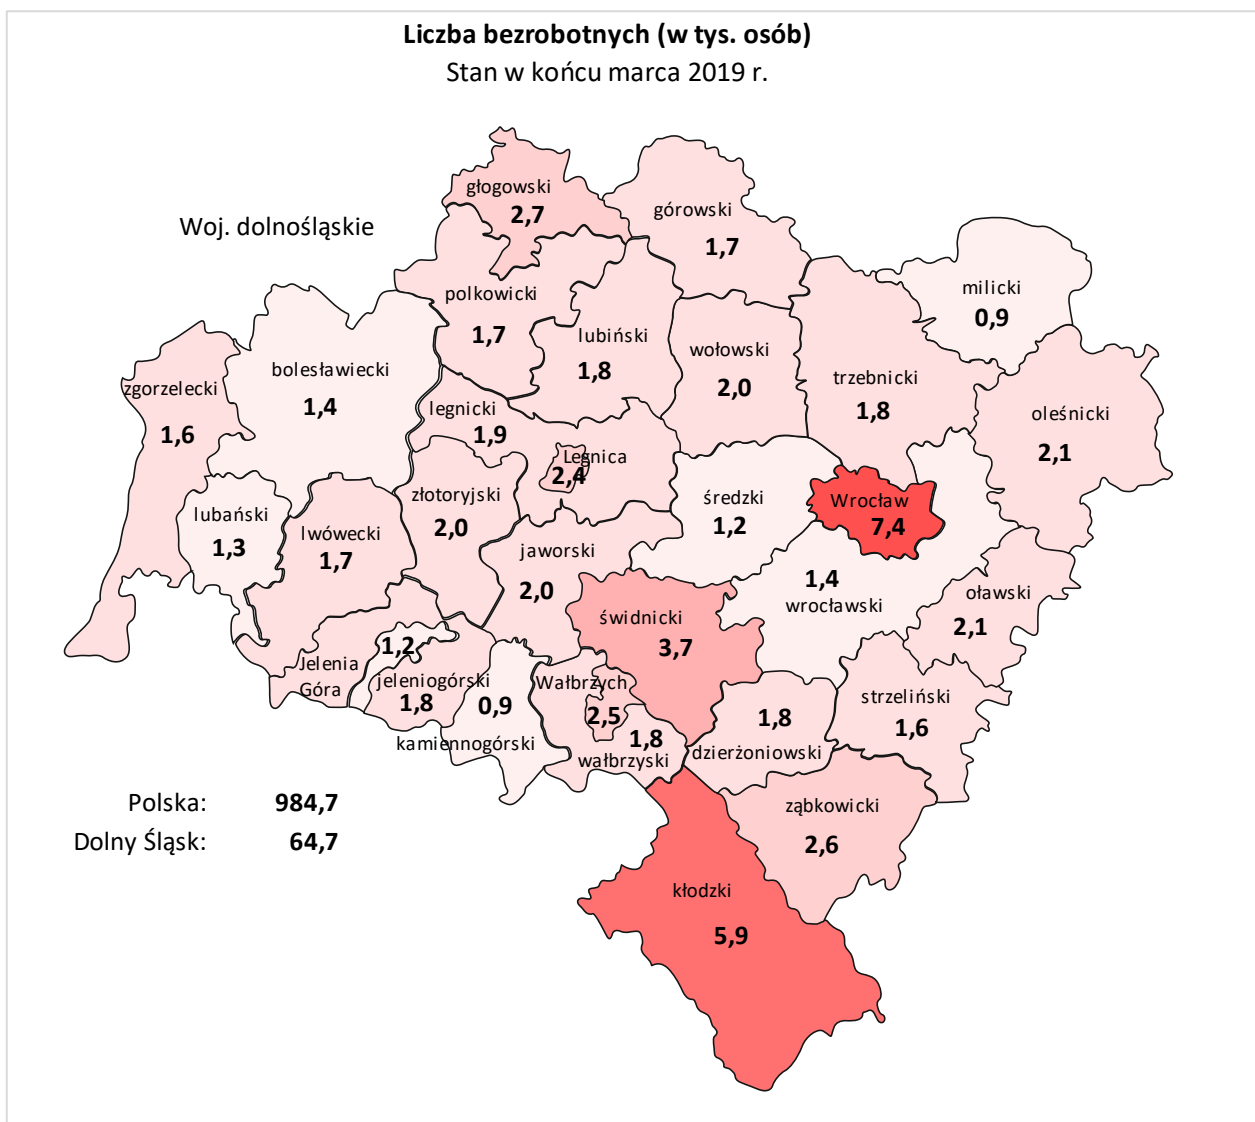 Liczba bezrobotnych (w tys. osób)
Stan w końcu marca 2019 r.
Woj. dolnośląskie
głogowski
2,7
górowski
1,7
milicki
0,9
polkowicki
1,7
lubiński
1,8
wołowski
2,0
trzebnicki
1,8
bolesławiecki
1,4
zgorzelecki
1,6
oleśnicki
2,1
legnicki
1,9
Legnica
2,4
złotoryjski
2,0
średzki
1,2
Wrocław
7,4
lubański
1,3
lwówecki
1,7
jaworski
2,0
1,4
wrocławski
oławski
2,1
świdnicki
3,7
1,2
Jelenia
Góra
jeleniogórski
1,8
0,9
kamiennogórski
Wałbrzych
2,5
1,8
wałbrzyski
1,8
dzierżoniowski
strzeliński
1,6
ząbkowicki
2,6
kłodzki
5,9
Polska: 984,7
Dolny Śląsk: 64,7